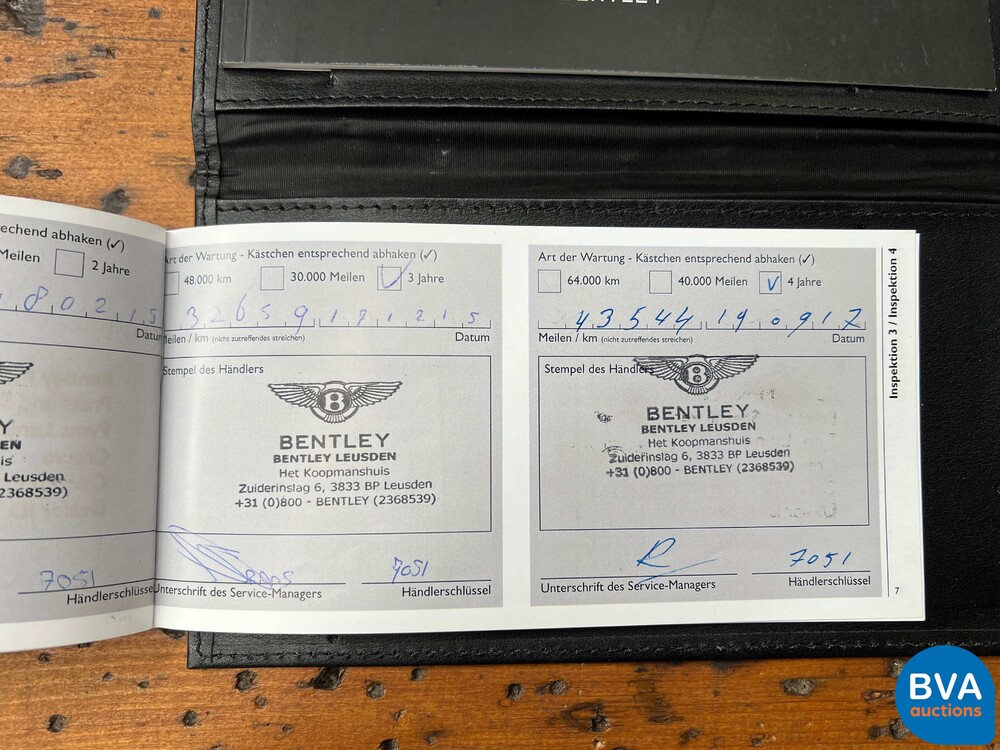 BENTLEY
echend abhaken (✓)
Meilen 2 Jahre
80215
Datum
Leusden
2368539)
7051
Händlerschlüssel
Art der Wartung - Kästchen entsprechend abhaken (✓)
48.000 km 30.000 Meilen ✓ 3 Jahre
32659 171215
Meilen / km (nicht zutreffendes streichen) Datum
Stempel des Händlers
B
BENTLEY
BENTLEY LEUSDEN
Het Koopmanshuis
Zuiderinslag 6, 3833 BP Leusden
+31 (0)800 - BENTLEY (2368539)
7051
Unterschrift des Service-Managers Händlerschlüssel
Art der Wartung - Kästchen entsprechend abhaken (✓)
64.000 km 40.000 Meilen V 4 Jahre
43544 190917
Meilen / km (nicht zutreffendes streichen) Datum
Stempel des Händlers
B
BENTLEY
BENTLEY LEUSDEN
Het Koopmanshuis
Zuiderinslag 6, 3833 BP Leusden
+31 (0)800 - BENTLEY (2368539)
R 7051
Unterschrift des Service-Managers Händlerschlüssel
Inspektion 3 / Inspektion 4
7
BVA
auctions